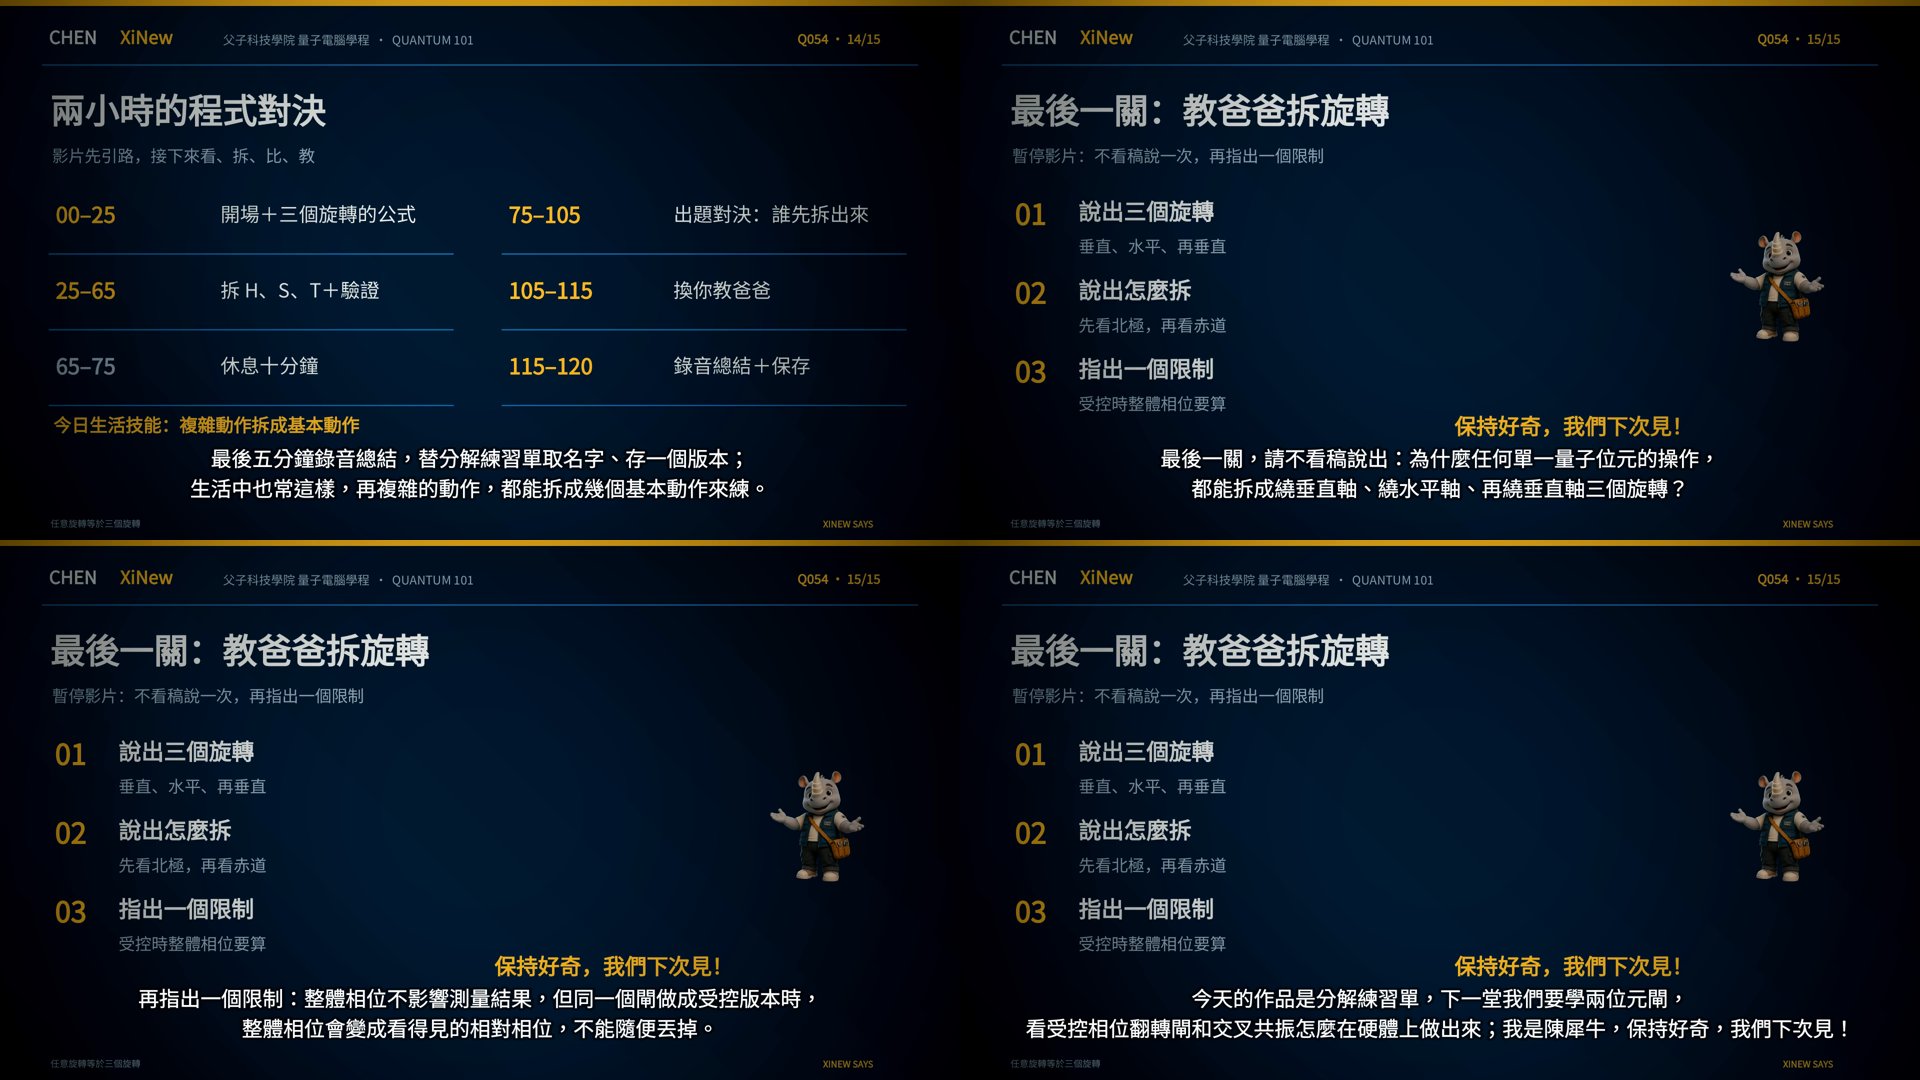 CHEN XiNew 父子科技學院 量子電腦學程 · QUANTUM 101 Q054 · 14/15
兩小時的程式對決
影片先引路，接下來看、拆、比、教
00–25 開場＋三個旋轉的公式 75–105 出題對決：誰先拆出來
25–65 拆 H、S、T＋驗證 105–115 換你教爸爸
65–75 休息十分鐘 115–120 錄音總結＋保存
今日生活技能：複雜動作拆成基本動作
最後五分鐘錄音總結，替分解練習單取名字、存一個版本；
生活中也常這樣，再複雜的動作，都能拆成幾個基本動作來練。
任意旋轉等於三個旋轉 XINEW SAYS
CHEN XiNew 父子科技學院 量子電腦學程 · QUANTUM 101 Q054 · 15/15
最後一關：教爸爸拆旋轉
暫停影片：不看稿說一次，再指出一個限制
01 說出三個旋轉
垂直、水平、再垂直
02 說出怎麼拆
先看北極，再看赤道
03 指出一個限制
受控時整體相位要算
保持好奇，我們下次見！
最後一關，請不看稿說出：為什麼任何單一量子位元的操作，
都能拆成繞垂直軸、繞水平軸、再繞垂直軸三個旋轉？
任意旋轉等於三個旋轉 XINEW SAYS
CHEN XiNew 父子科技學院 量子電腦學程 · QUANTUM 101 Q054 · 15/15
最後一關：教爸爸拆旋轉
暫停影片：不看稿說一次，再指出一個限制
01 說出三個旋轉
垂直、水平、再垂直
02 說出怎麼拆
先看北極，再看赤道
03 指出一個限制
受控時整體相位要算
保持好奇，我們下次見！
再指出一個限制：整體相位不影響測量結果，但同一個閘做成受控版本時，
整體相位會變成看得見的相對相位，不能隨便丟掉。
任意旋轉等於三個旋轉 XINEW SAYS
CHEN XiNew 父子科技學院 量子電腦學程 · QUANTUM 101 Q054 · 15/15
最後一關：教爸爸拆旋轉
暫停影片：不看稿說一次，再指出一個限制
01 說出三個旋轉
垂直、水平、再垂直
02 說出怎麼拆
先看北極，再看赤道
03 指出一個限制
受控時整體相位要算
保持好奇，我們下次見！
今天的作品是分解練習單，下一堂我們要學兩位元閘，
看受控相位翻轉閘和交叉共振怎麼在硬體上做出來；我是陳犀牛，保持好奇，我們下次見！
任意旋轉等於三個旋轉 XINEW SAYS